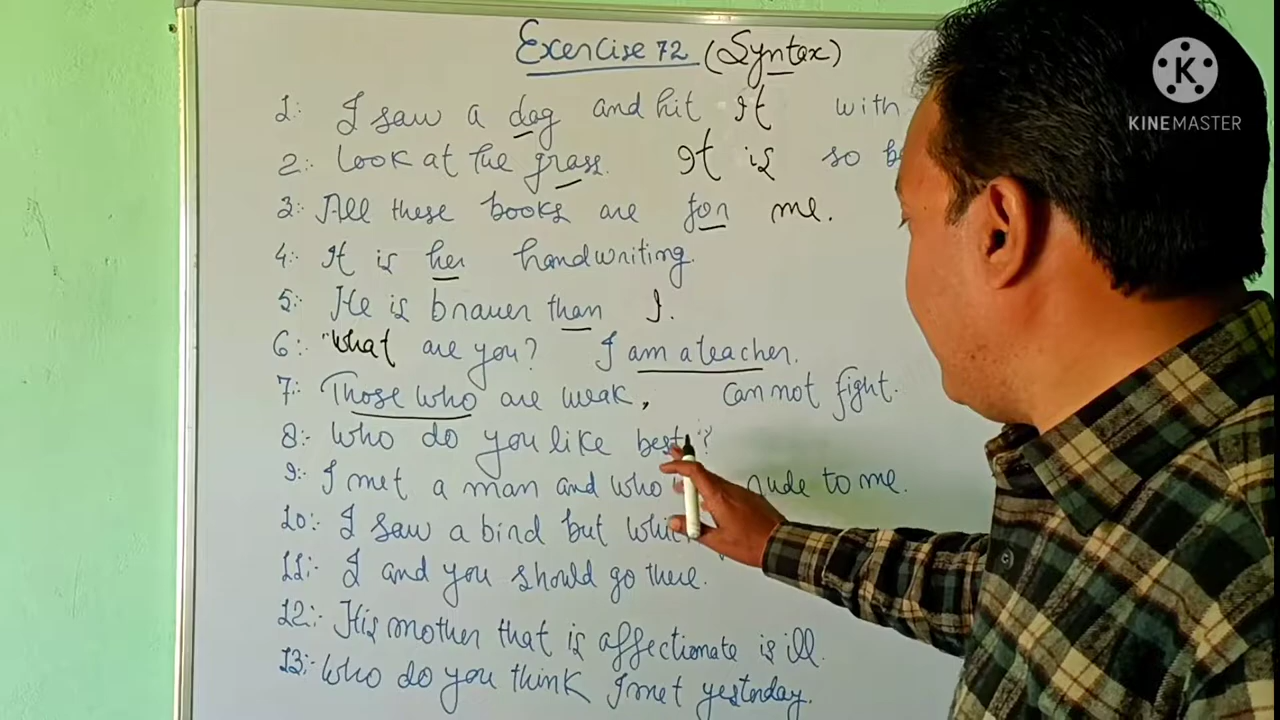 Exercise 72 (Syntax)
1:- I saw a dog and hit It with
2:- Look at the grass. It is so
3:- All these books are for me.
4:- It is her handwriting.
5:- He is braver than I.
6:- What are you? I am a teacher.
7:- Those who are weak, cannot fight.
8:- Who do you like best?
9:- I met a man and who rude to me.
10:- I saw a bird but
11:- I and you should go there.
12:- His mother that is affectionate is ill.
13:- Who do you think I met yesterday.
K
KINEMASTER